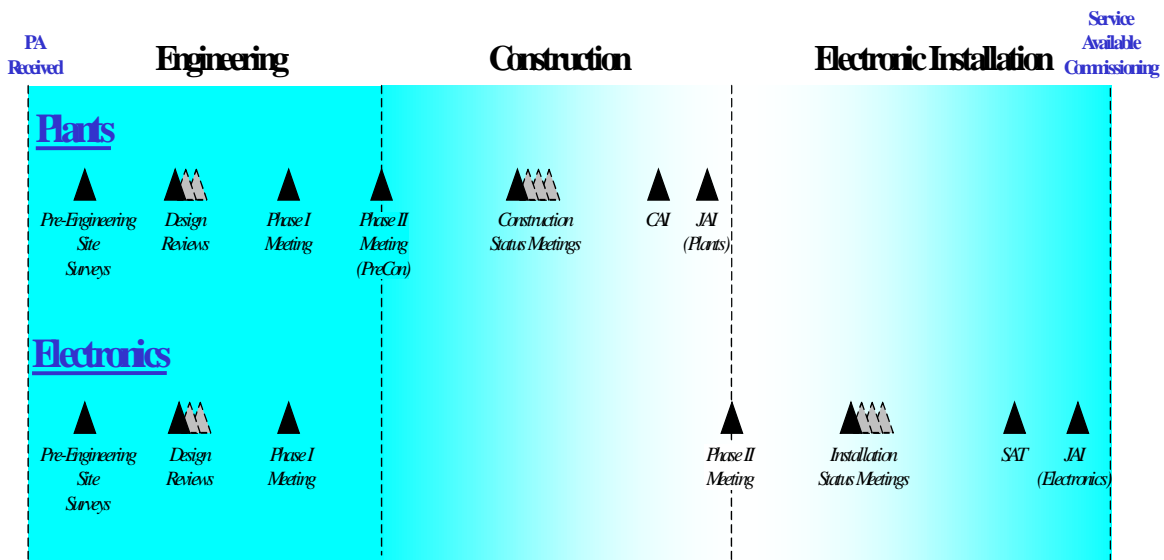 PA
Received
Engineering
Construction
Electronic Installation
Service
Available
Commissioning
Plants
Pre-Engineering
Site
Surveys
Design
Reviews
Phase I
Meeting
Phase II
Meeting
(PreCon)
Construction
Status Meetings
CAI
JAI
(Plants)
Electronics
Pre-Engineering
Site
Surveys
Design
Reviews
Phase I
Meeting
Phase II
Meeting
Installation
Status Meetings
SAT
JAI
(Electronics)